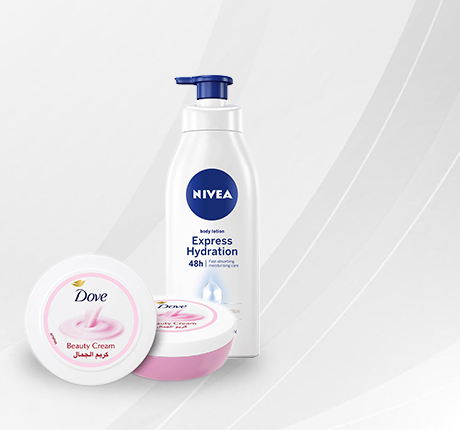 NIVEA
body lotion
Express
Hydration
48h | Fast absorbing
moisturising care
Dove
Beauty Cream
كريم الجمال
Beauty Cream
كريم الجمال